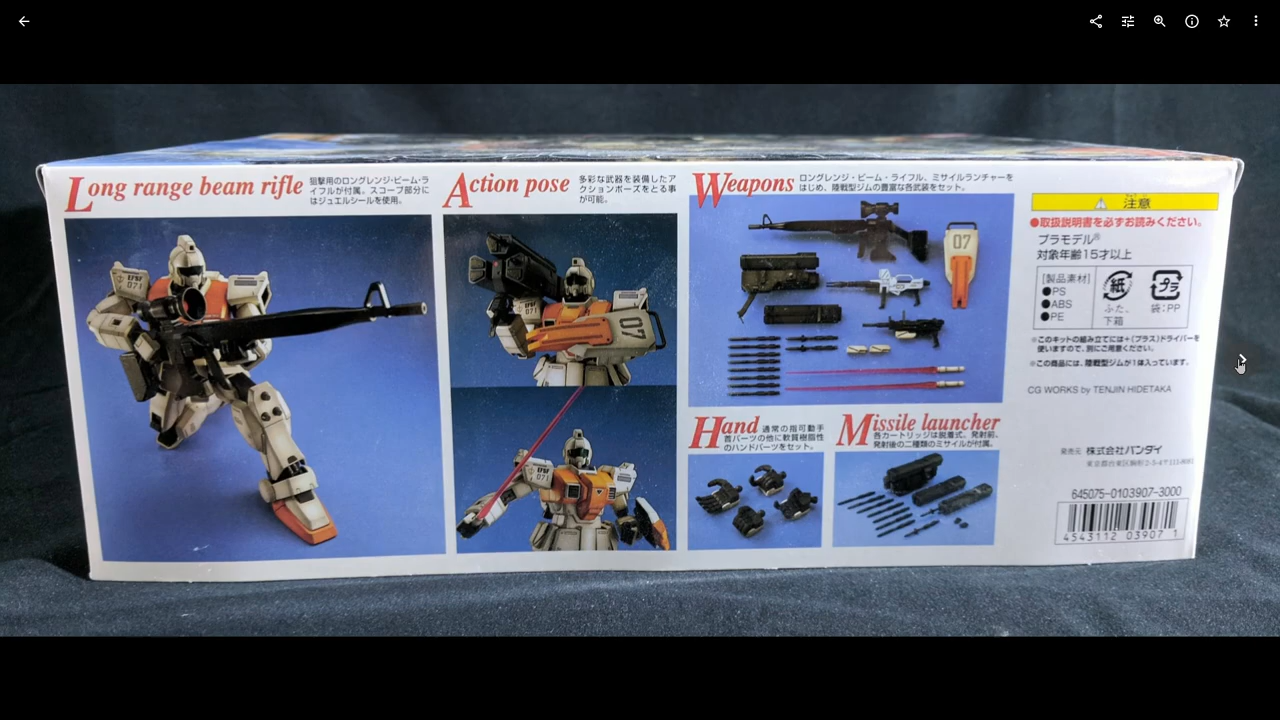 Long range beam rifle
狙撃用のロングレンジ・ビーム・ラ
イフルが付属。スコープ部分に
はジュエルシールを使用。
EFSF
071
Action pose
多彩な武器を装備したア
クションポーズをとる事
が可能。
07
EFSF
071
Weapons
ロングレンジ・ビーム・ライフル、ミサイルランチャーを
はじめ、陸戦型ジムの豊富な各武装をセット。
07
Hand
通常の指可動手
首パーツの他に軟質樹脂性
のハンドパーツをセット。
Missile launcher
各カートリッジは脱着式。発射前、
発射後の二種類のミサイルが付属。
注意
●取扱説明書を必ずお読みください。
プラモデル®
対象年齢15才以上
[製品素材]
●PS
●ABS
●PE
紙
ふた、
下箱
プラ
袋:PP
※このキットの組み立てには+(プラス)ドライバーを
使いますので、別にご用意ください。
※この商品には、陸戦型ジムが1体入っています。
CG WORKS by TENJIN HIDETAKA
発売元 株式会社バンダイ
645075-0103907-3000
4543112 03907 1